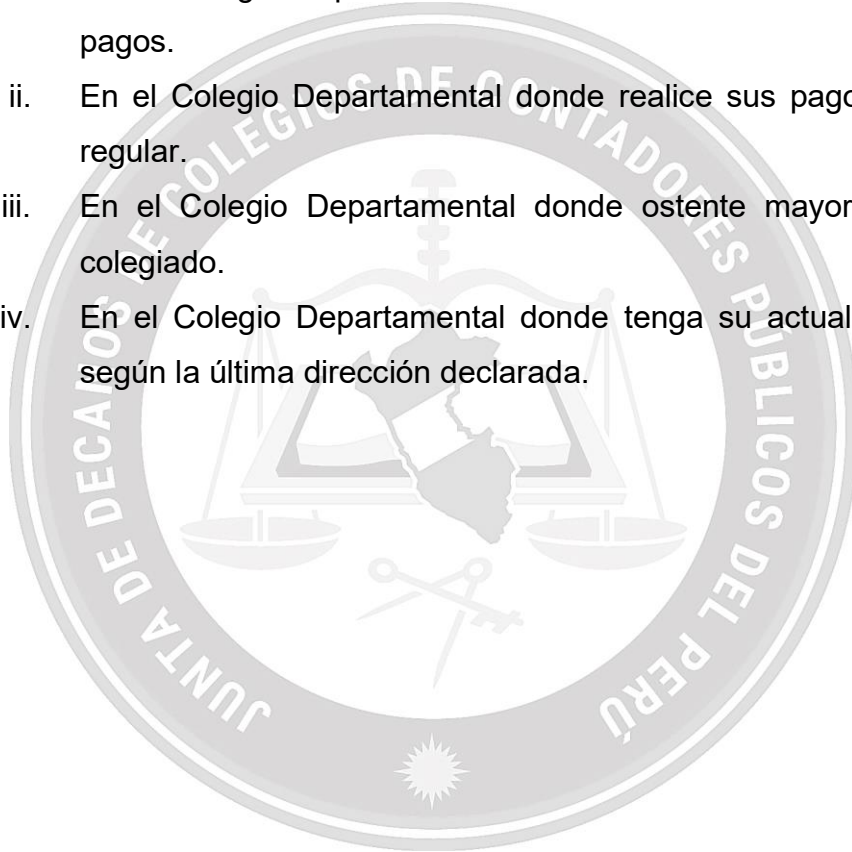 pagos.
ii. En el Colegio Departamental donde realice sus pago
regular.
iii. En el Colegio Departamental donde ostente mayor
colegiado.
iv. En el Colegio Departamental donde tenga su actual
según la última dirección declarada.
JUNTA DE DECANOS DE COLEGIOS DE CONTADORES PÚBLICOS DEL PERÚ